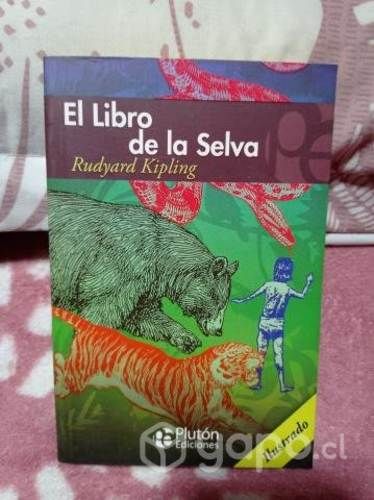 El Libro
de la Selva
Rudyard Kipling
Ilustrado
Plutón
Ediciones
yapo.cl